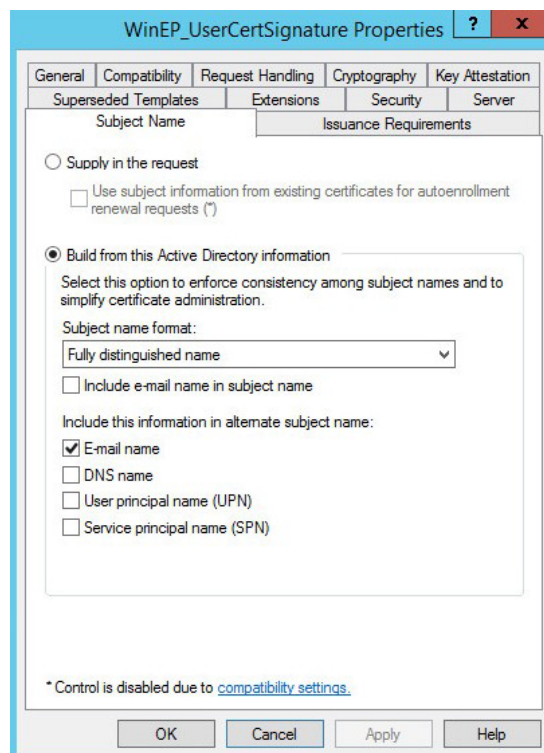 WinEP_UserCertSignature Properties
?
x
General
Compatibility
Request Handling
Cryptography
Key Attestation
Superseded Templates
Extensions
Security
Server
Subject Name
Issuance Requirements
Supply in the request
Use subject information from existing certificates for autoenrollment
renewal requests (*)
Build from this Active Directory information
Select this option to enforce consistency among subject names and to
simplify certificate administration.
Subject name format:
Fully distinguished name
Include e-mail name in subject name
Include this information in alternate subject name:
E-mail name
DNS name
User principal name (UPN)
Service principal name (SPN)
* Control is disabled due to compatibility settings.
OK
Cancel
Apply
Help